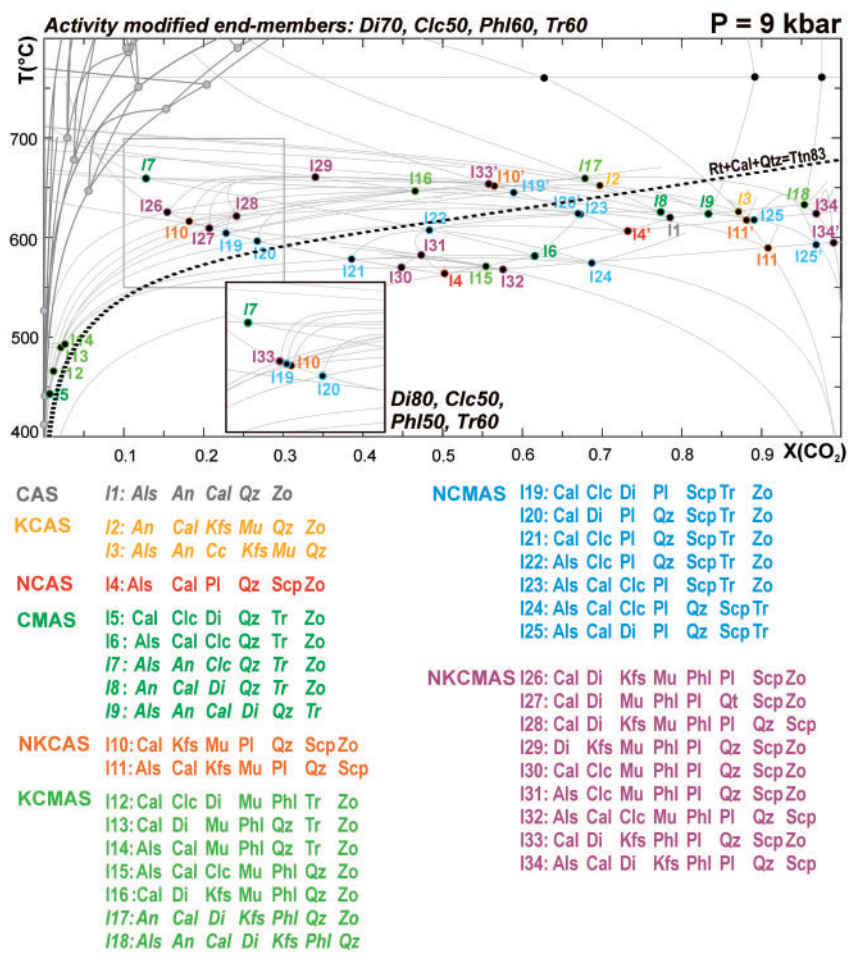 Activity modified end-members: Di70, Clc50, Phl60, Tr60
P = 9 kbar
T(°C)
700
600
500
400
0.1 0.2 0.3 0.4 0.5 0.6 0.7 0.8 0.9
X(CO2)
Rt+Cal+Qtz=Ttn83
I7
I29
I33'
I10'
I17
I2
I16
I19'
I26
I28
I10
I27
I19
I20
I22
I20'
I23
I8
I9
I3
I18
I34
I1
I11'
I25
I4'
I34'
I31
I6
I21
I30
I4
I15
I32
I24
I11
I25'
I14
I13
I12
I5
I7
I33
I10
I19
I20
Di80, Clc50,
Phl50, Tr60
CAS I1: Als An Cal Qz Zo
KCAS I2: An Cal Kfs Mu Qz Zo
I3: Als An Cc Kfs Mu Qz
NCAS I4: Als Cal Pl Qz Scp Zo
CMAS I5: Cal Clc Di Qz Tr Zo
I6: Als Cal Clc Qz Tr Zo
I7: Als An Clc Qz Tr Zo
I8: An Cal Di Qz Tr Zo
I9: Als An Cal Di Qz Tr
NKCAS I10: Cal Kfs Mu Pl Qz Scp Zo
I11: Als Cal Kfs Mu Pl Qz Scp
KCMAS I12: Cal Clc Di Mu Phl Tr Zo
I13: Cal Di Mu Phl Qz Tr Zo
I14: Als Cal Mu Phl Qz Tr Zo
I15: Als Cal Clc Mu Phl Qz Zo
I16: Cal Di Kfs Mu Phl Qz Zo
I17: An Cal Di Kfs Phl Qz Zo
I18: Als An Cal Di Kfs Phl Qz
NCMAS I19: Cal Clc Di Pl Scp Tr Zo
I20: Cal Di Pl Qz Scp Tr Zo
I21: Cal Clc Pl Qz Scp Tr Zo
I22: Als Clc Pl Qz Scp Tr Zo
I23: Als Cal Clc Pl Scp Tr Zo
I24: Als Cal Clc Pl Qz Scp Tr
I25: Als Cal Di Pl Qz Scp Tr
NKCMAS I26: Cal Di Kfs Mu Phl Pl Scp Zo
I27: Cal Di Mu Phl Pl Qt Scp Zo
I28: Cal Di Kfs Mu Phl Pl Qz Scp
I29: Di Kfs Mu Phl Pl Qz Scp Zo
I30: Cal Clc Mu Phl Pl Qz Scp Zo
I31: Als Clc Mu Phl Pl Qz Scp Zo
I32: Als Cal Clc Mu Phl Pl Qz Scp
I33: Cal Di Kfs Phl Pl Qz Scp Zo
I34: Als Cal Di Kfs Phl Pl Qz Scp